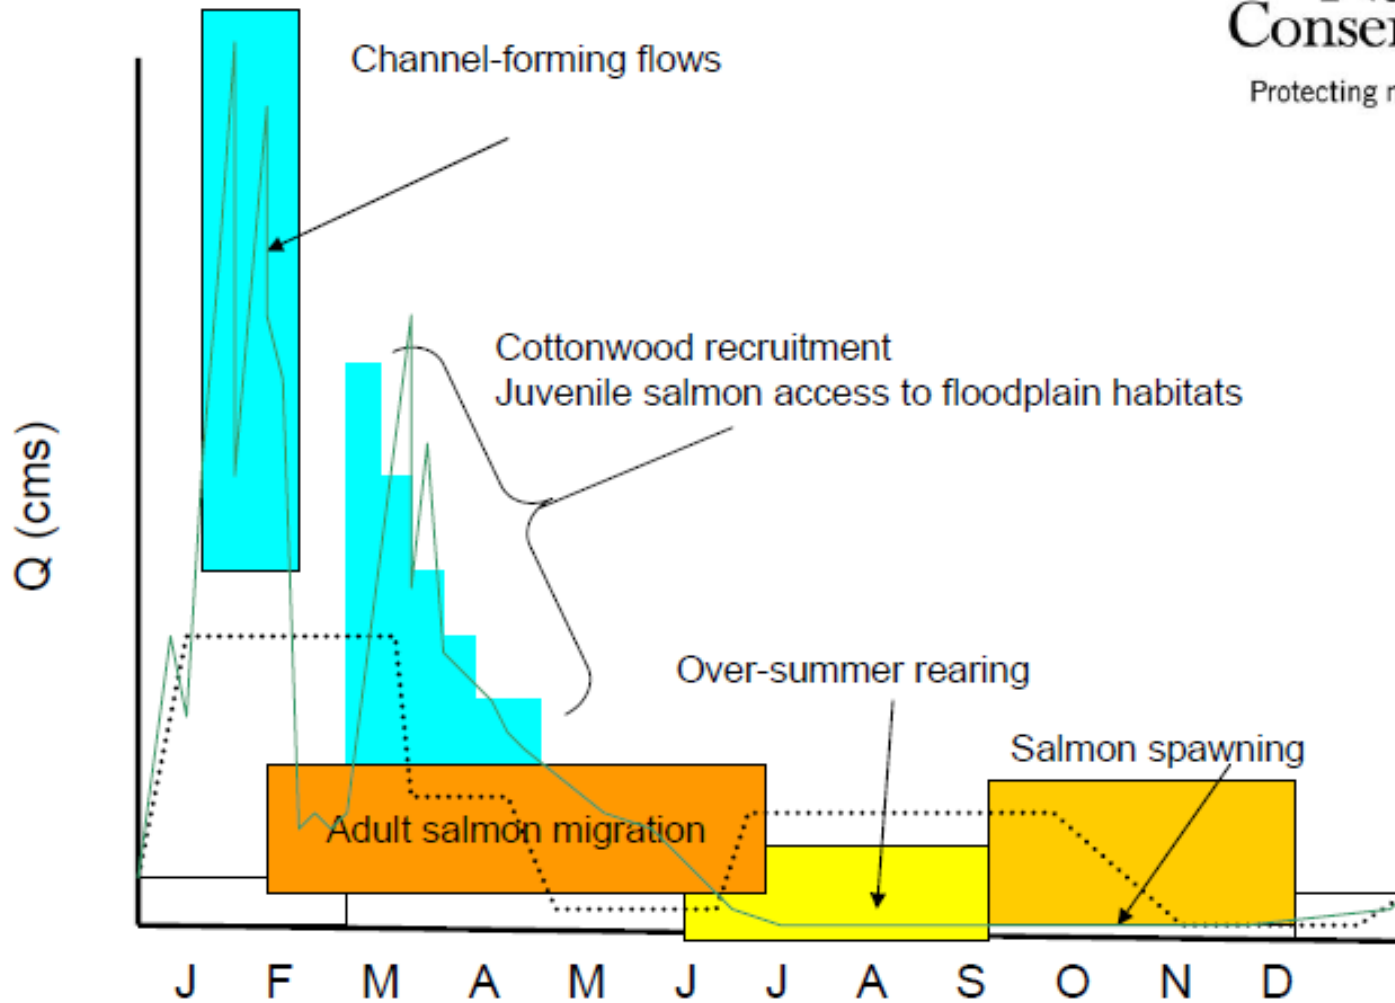 Protecting
Channel-forming flows
Cottonwood recruitment
Juvenile salmon access to floodplain habitats
Q (cms)
Over-summer rearing
Salmon spawning
Adult salmon migration
J F M A M J J A S O N D